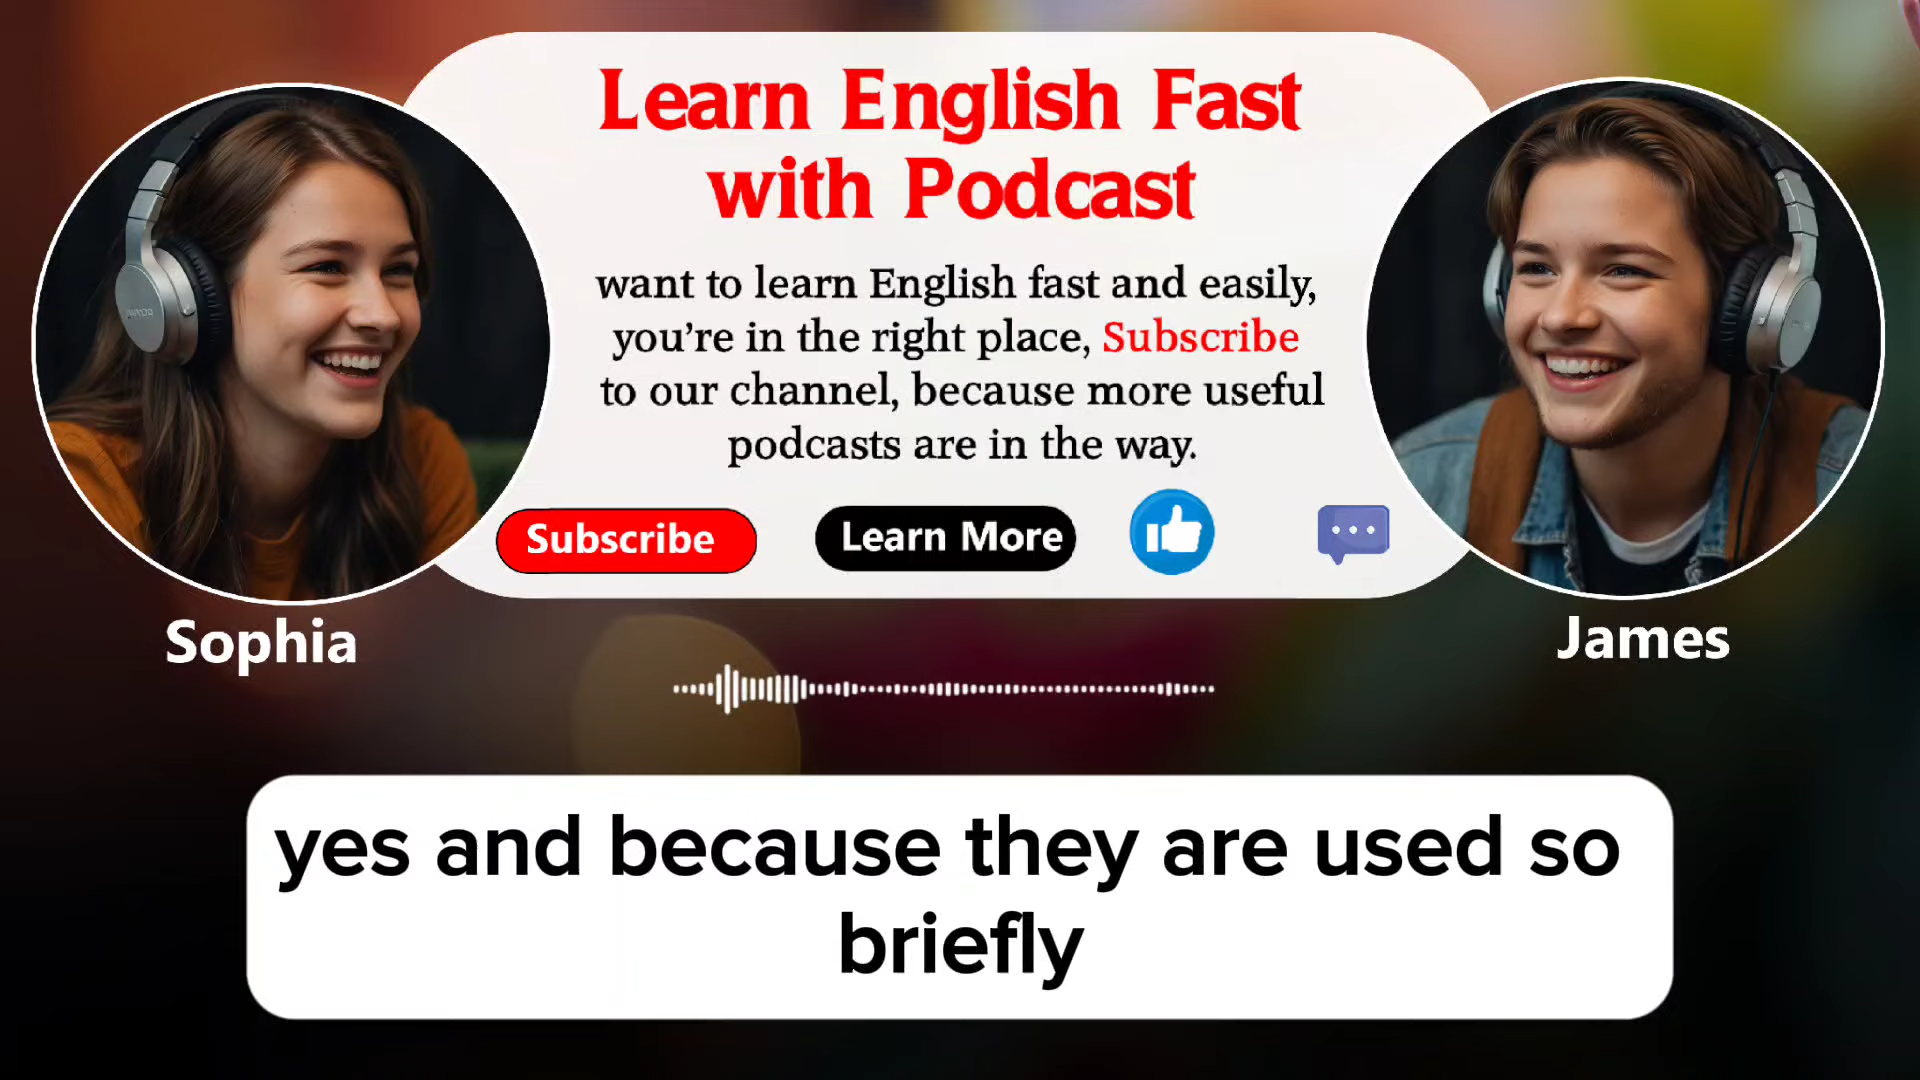 Learn English Fast
with Podcast
want to learn English fast and easily,
you're in the right place, Subscribe
to our channel, because more useful
podcasts are in the way.
Subscribe
Learn More
Sophia
James
yes and because they are used so
briefly